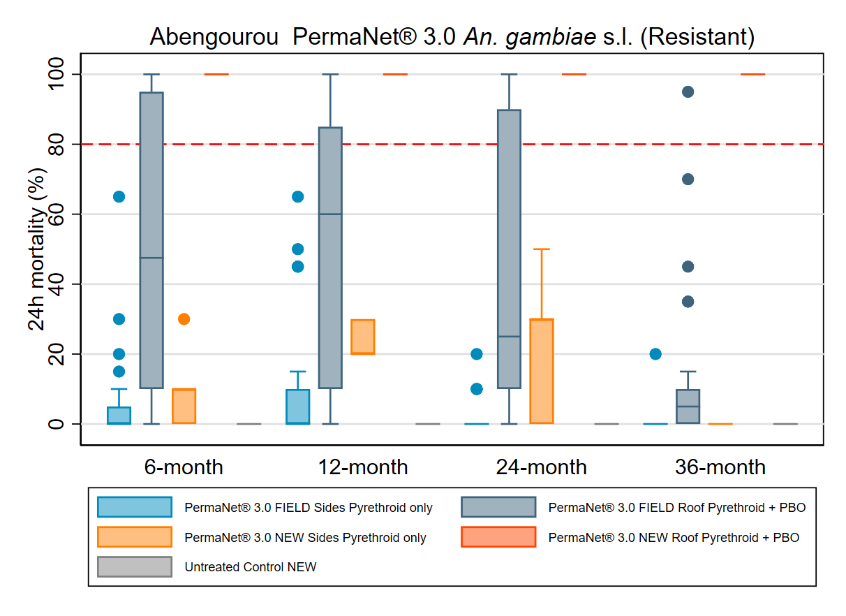 Abengourou PermaNet® 3.0 An. gambiae s.l. (Resistant)
24h mortality (%)
100
80
60
40
20
0
6-month
12-month
24-month
36-month
PermaNet® 3.0 FIELD Sides Pyrethroid only
PermaNet® 3.0 FIELD Roof Pyrethroid + PBO
PermaNet® 3.0 NEW Sides Pyrethroid only
PermaNet® 3.0 NEW Roof Pyrethroid + PBO
Untreated Control NEW